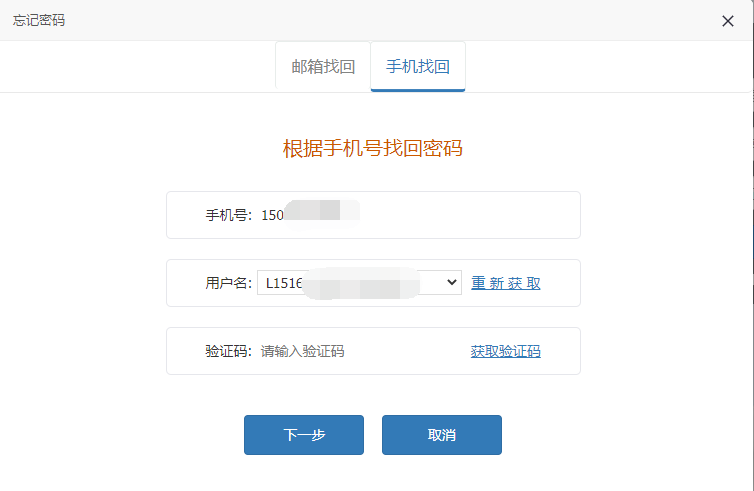 忘记密码
邮箱找回 手机找回
根据手机号找回密码
手机号: 150
用户名: L1516 重 新 获 取
验证码: 请输入验证码 获取验证码
下一步 取消